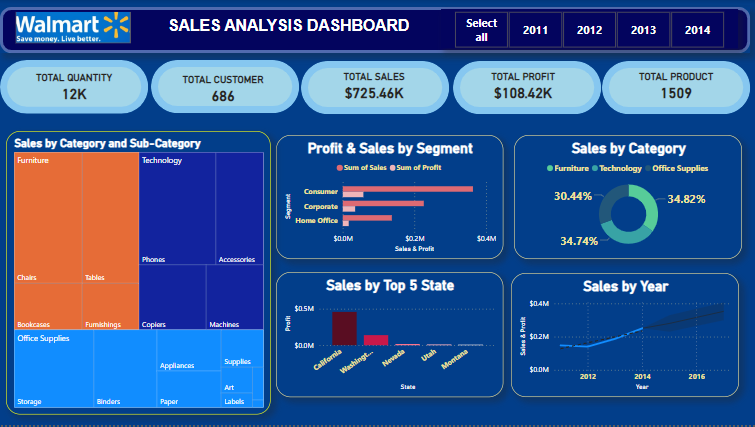 Walmart
Save money. Live better.
SALES ANALYSIS DASHBOARD
Select all
2011
2012
2013
2014
TOTAL QUANTITY
12K
TOTAL CUSTOMER
686
TOTAL SALES
$725.46K
TOTAL PROFIT
$108.42K
TOTAL PRODUCT
1509
Sales by Category and Sub-Category
Furniture
Technology
Chairs
Tables
Phones
Accessories
Bookcases
Furnishings
Copiers
Machines
Office Supplies
Storage
Binders
Appliances
Paper
Supplies
Art
Labels
Profit & Sales by Segment
Sum of Sales
Sum of Profit
Segment
Consumer
Corporate
Home Office
$0.0M
$0.2M
$0.4M
Sales & Profit
Sales by Category
Furniture
Technology
Office Supplies
30.44%
34.82%
34.74%
Sales by Top 5 State
Profit
$0.5M
$0.0M
California
Washingt...
Nevada
Utah
Montana
State
Sales by Year
Sales & Profit
$0.4M
$0.2M
$0.0M
2012
2014
2016
Year